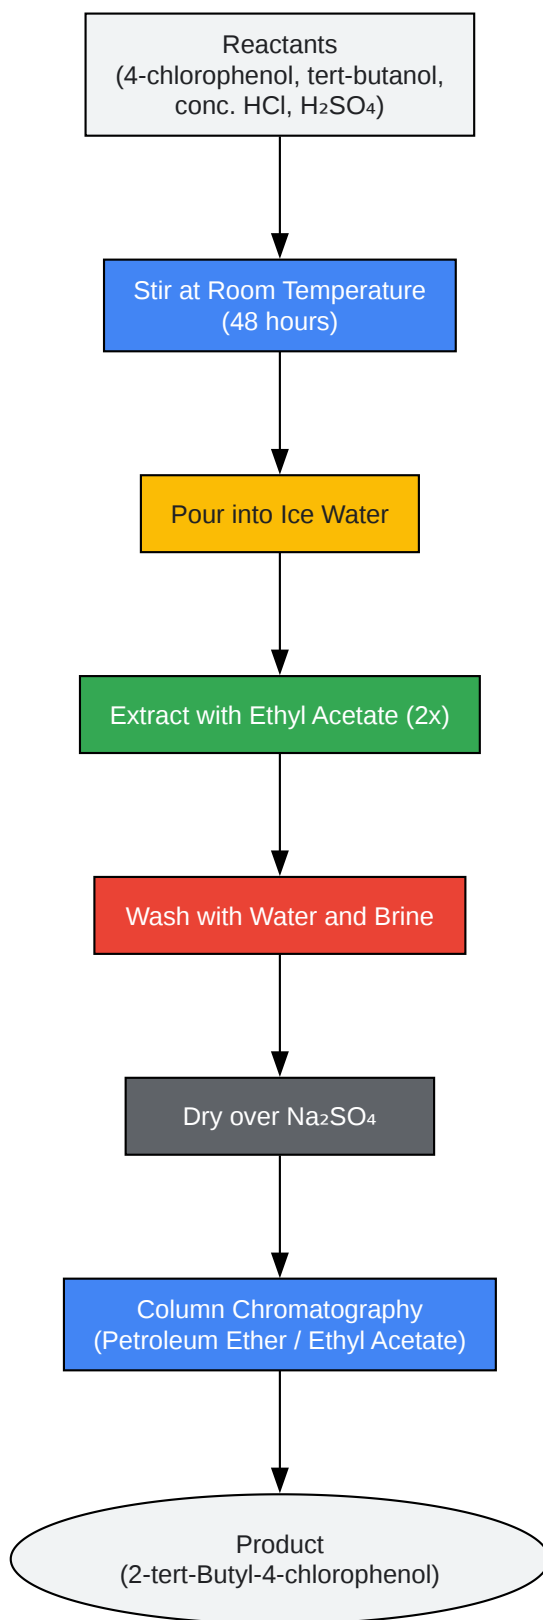 Reactants
(4-chlorophenol, tert-butanol,
conc. HCl, H₂SO₄)
Stir at Room Temperature
(48 hours)
Pour into Ice Water
Extract with Ethyl Acetate (2x)
Wash with Water and Brine
Dry over Na₂SO₄
Column Chromatography
(Petroleum Ether / Ethyl Acetate)
Product
(2-tert-Butyl-4-chlorophenol)